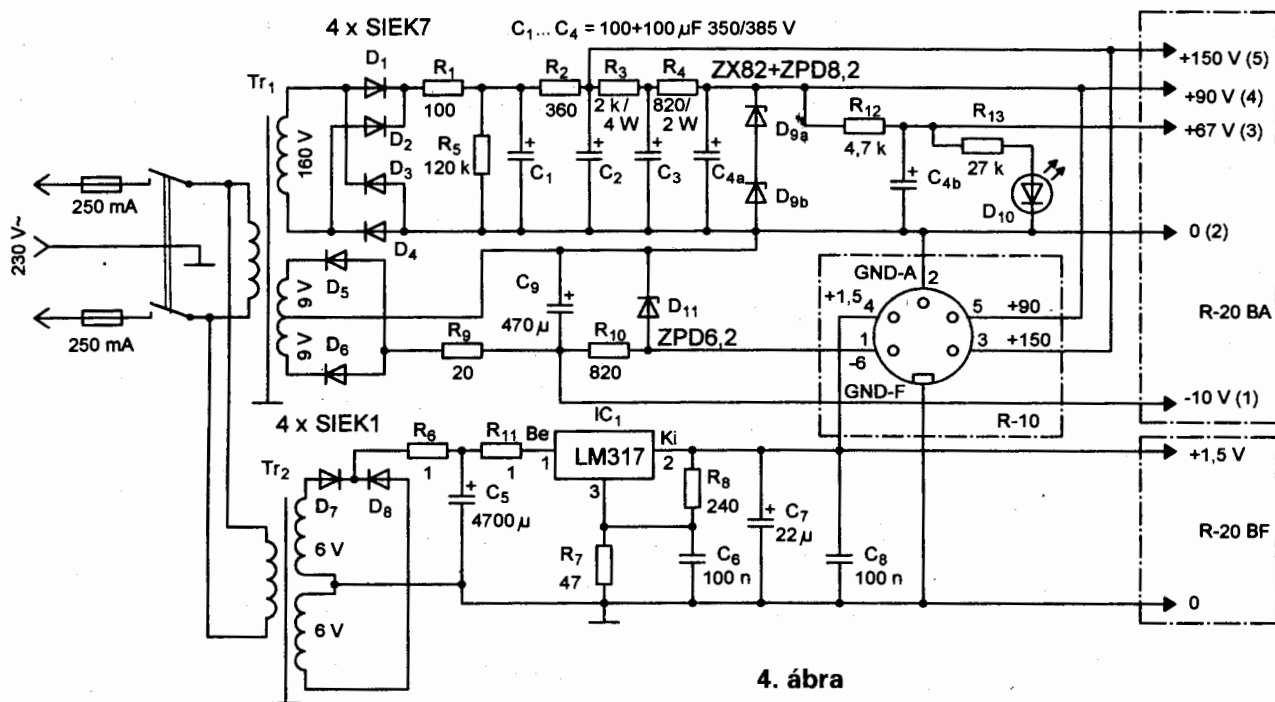 4 x SIEK7
C₁... C₄ = 100+100 µF 350/385 V
+150 V (5)
Tr₁
D₁
R₁
100
R₂
360
R₃
2 k/
4 W
R₄
820/
2 W
ZX82+ZPD8,2
+90 V (4)
D₂
R₅
120 k
C₁
C₂
C₃
C₄ₐ
D₉ₐ
R₁₂
4,7 k
R₁₃
27 k
+67 V (3)
160 V
D₃
D₄
D₉b
C₄b
D₁₀
0 (2)
250 mA
230 V~
250 mA
9 V
9 V
D₅
D₆
C₉
470 µ
D₁₁
ZPD6,2
R₉
20
R₁₀
820
GND-A
2
+1,5
4
5
+90
1
-6
3
+150
GND-F
R-10
R-20 BA
-10 V (1)
4 x SIEK1
Tr₂
D₇
D₈
R₆
1
R₁₁
1
Be
1
IC₁
LM317
Ki
2
3
+1,5 V
C₅
4700 µ
R₈
240
C₇
22 µ
R₇
47
C₆
100 n
C₈
100 n
R-20 BF
6 V
6 V
0
4. ábra